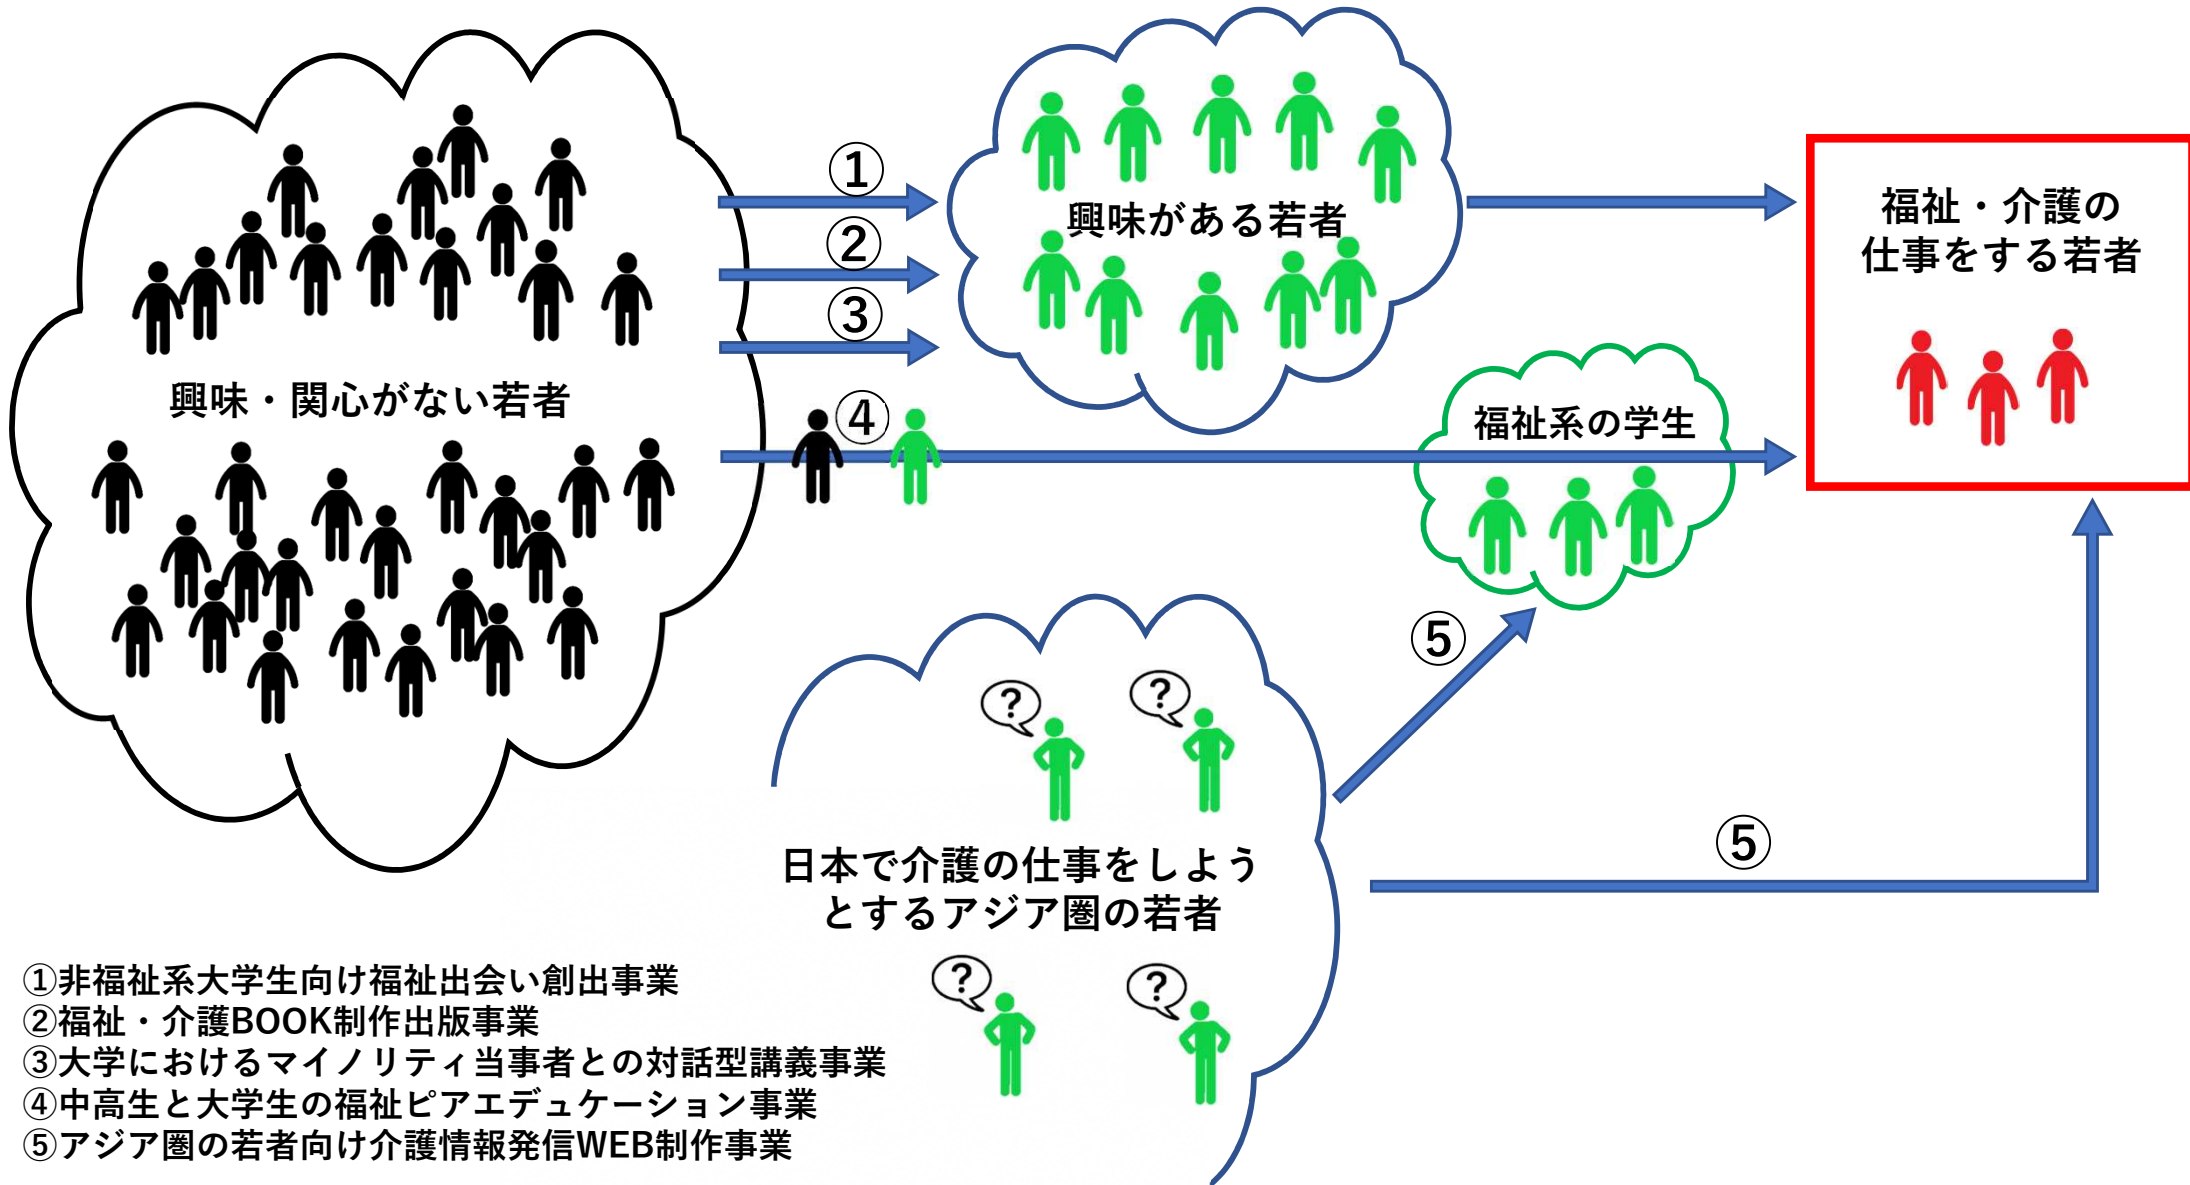 ①
②
③
④
興味・関心がない若者
興味がある若者
福祉・介護の
仕事をする若者
福祉系の学生
⑤
⑤
?
?
日本で介護の仕事をしよう
とするアジア圏の若者
?
?
①非福祉系大学生向け福祉出会い創出事業
②福祉・介護BOOK制作出版事業
③大学におけるマイノリティ当事者との対話型講義事業
④中高生と大学生の福祉ピアエデュケーション事業
⑤アジア圏の若者向け介護情報発信WEB制作事業